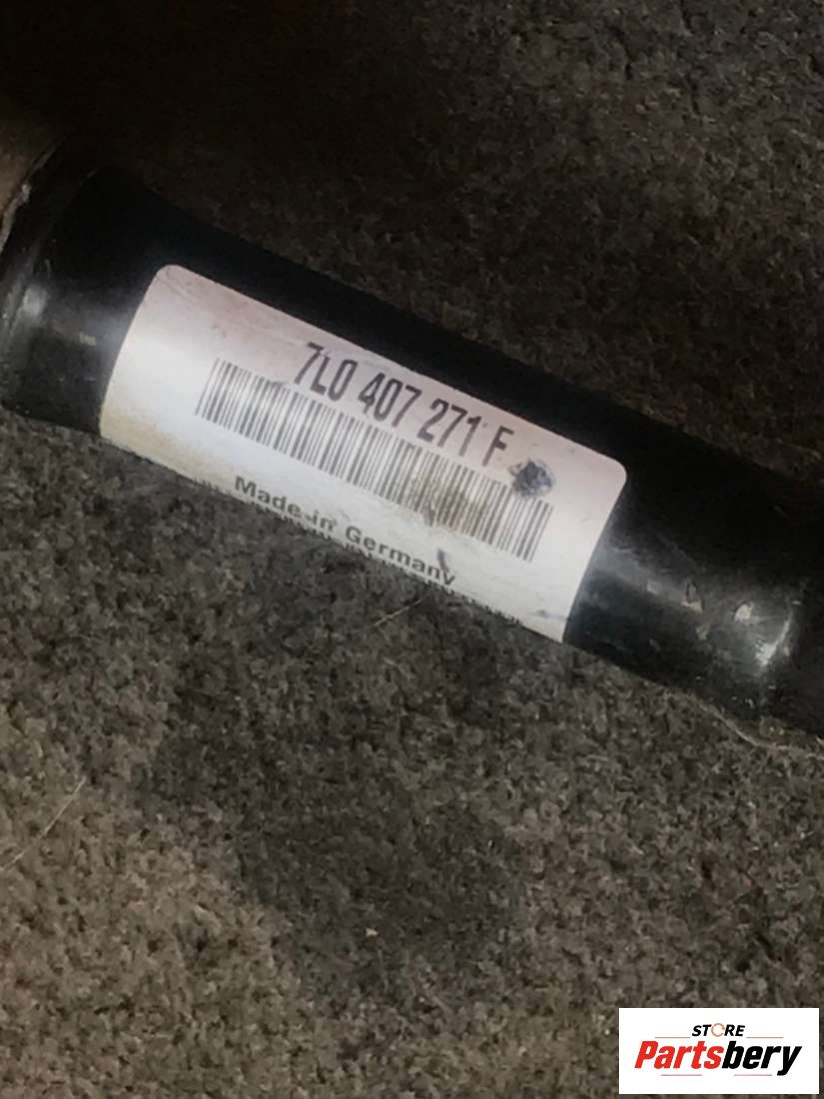 7L0 407 271 F
Made in Germany
STORE
Partsbery